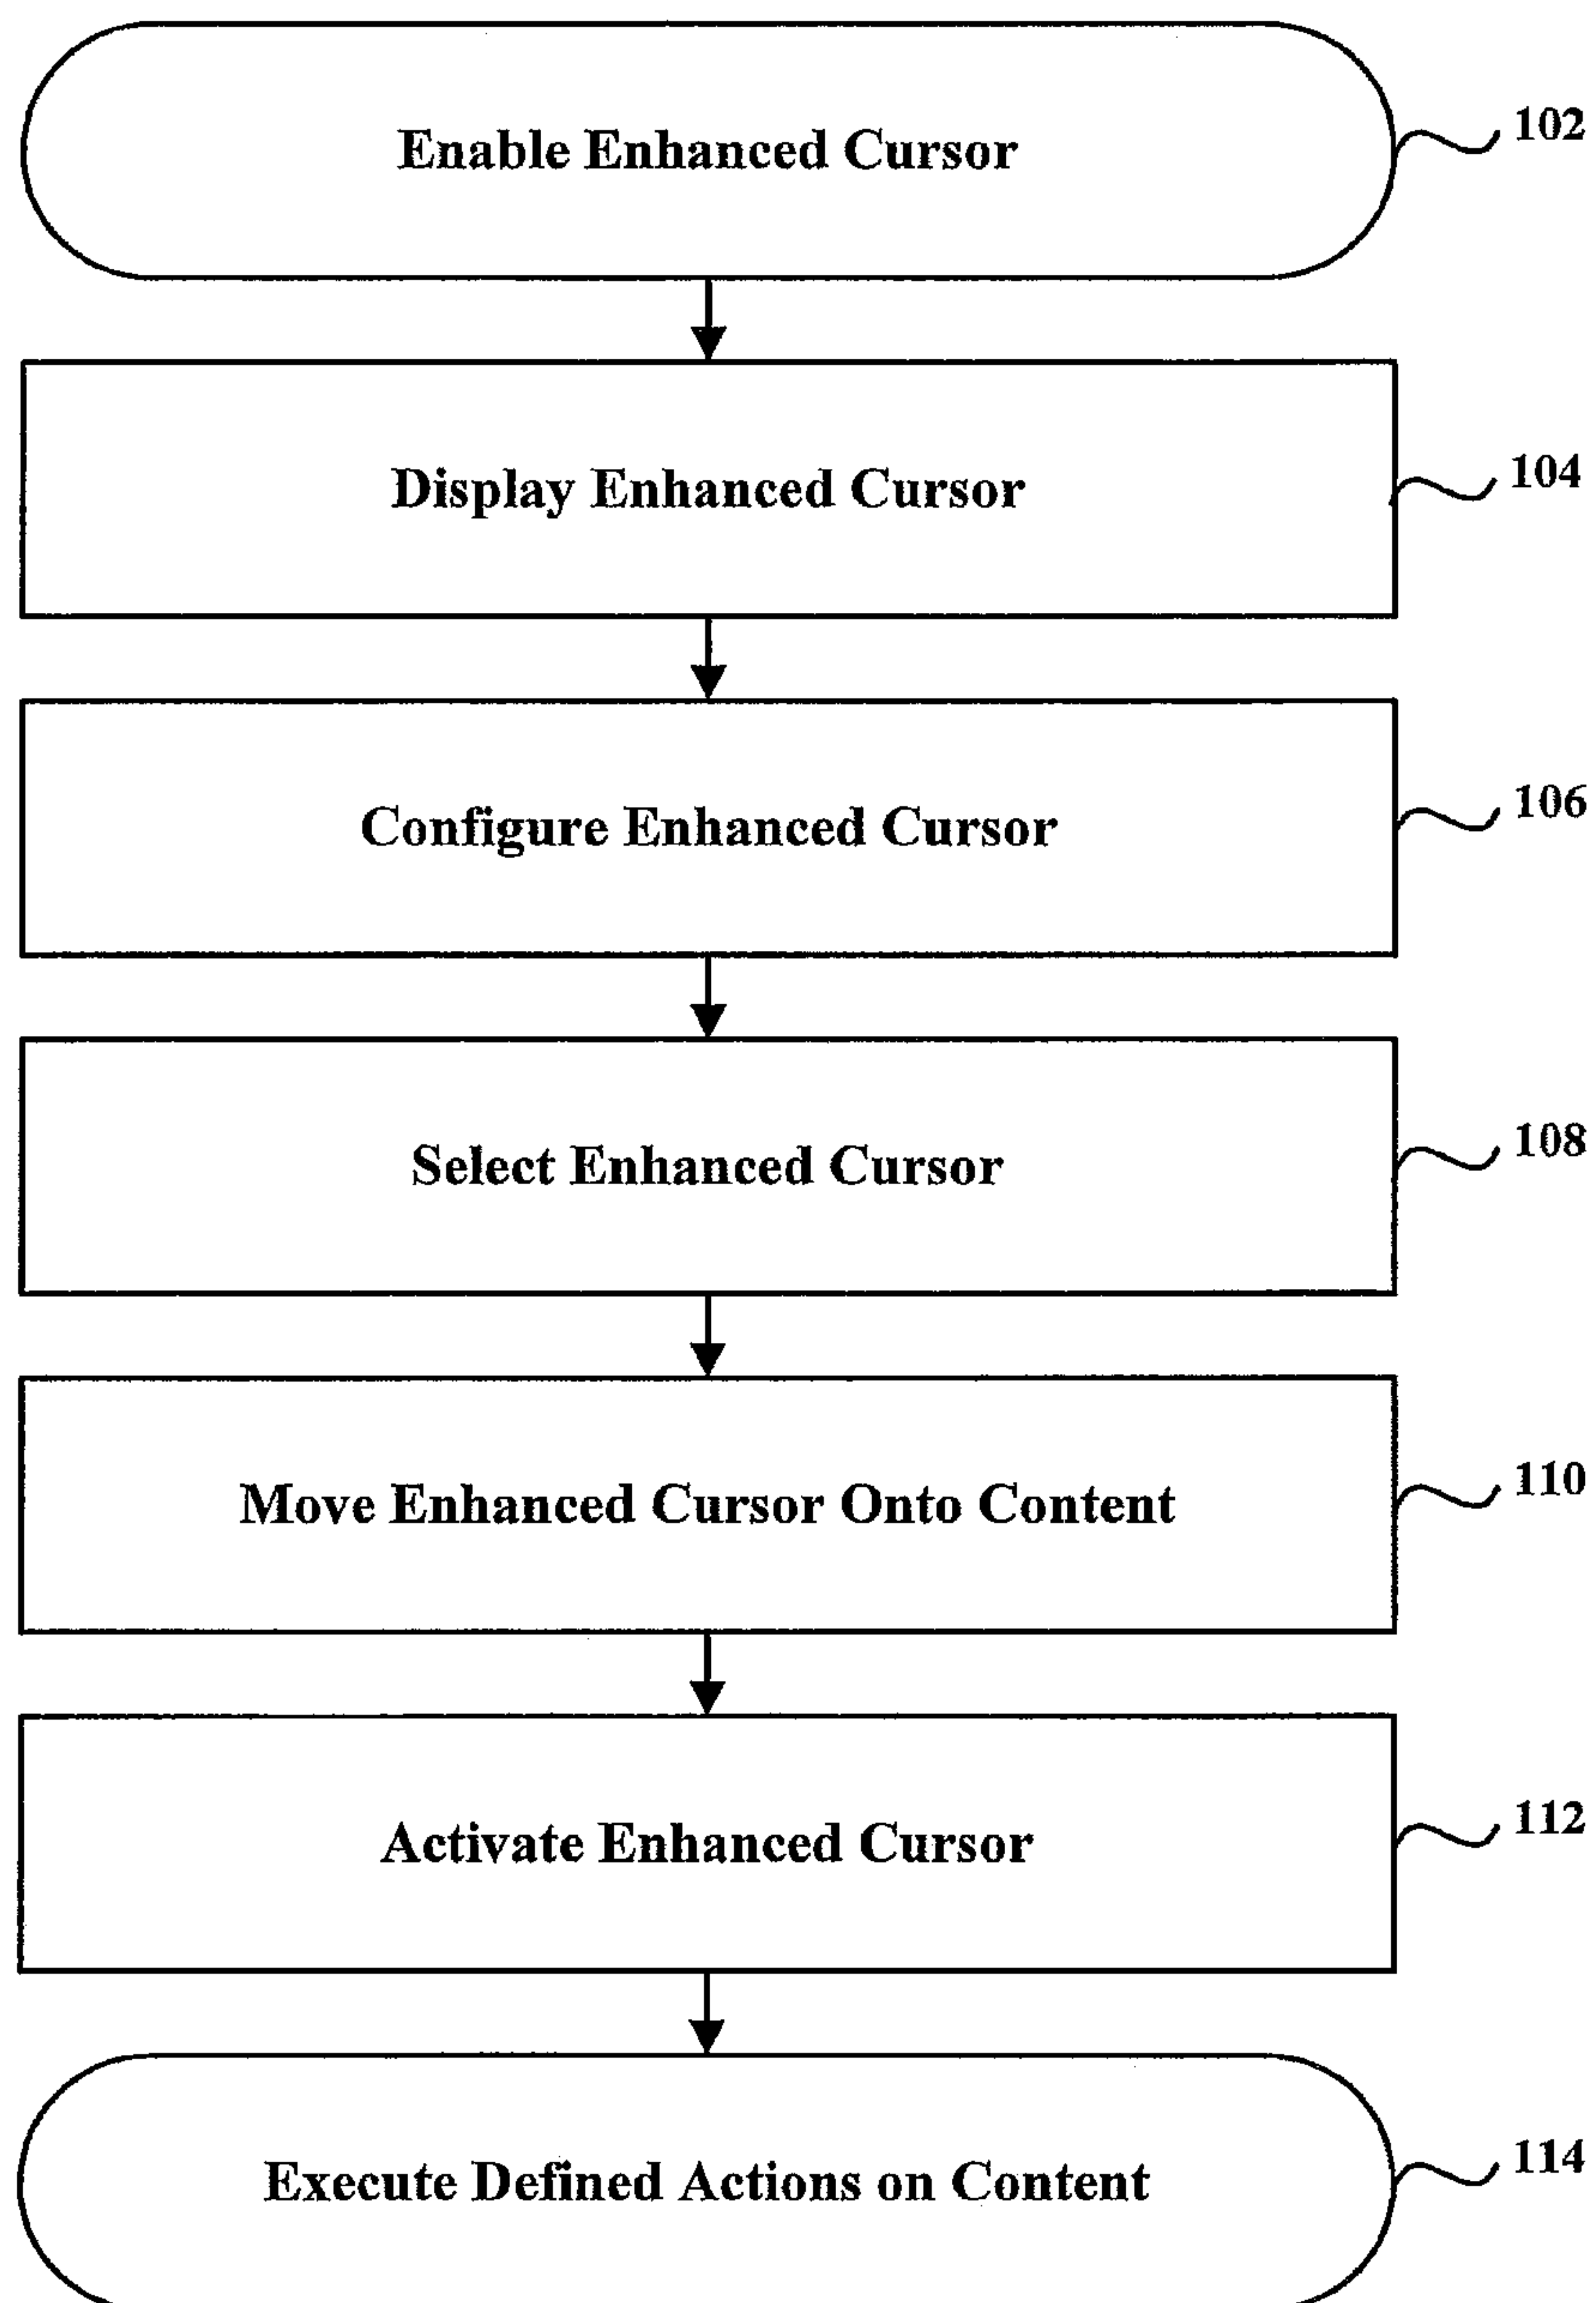 Enable Enhanced Cursor
102
Display Enhanced Cursor
104
Configure Enhanced Cursor
106
Select Enhanced Cursor
108
Move Enhanced Cursor Onto Content
110
Activate Enhanced Cursor
112
Execute Defined Actions on Content
114